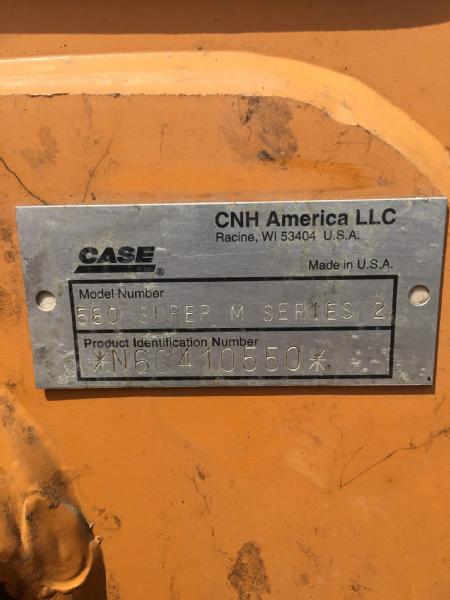 CNH America LLC
Racine, WI 53404 U.S.A.
CASE®
Made in U.S.A.
Model Number
580 SUPER M SERIES 2
Product Identification Number
*N6C410550*